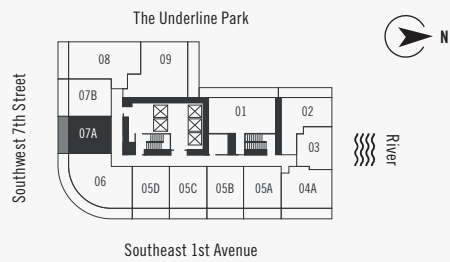 The Underline Park
N
08
09
07B
01
02
07A
03
Southwest 7th Street
River
06
05D
05C
05B
05A
04A
Southeast 1st Avenue